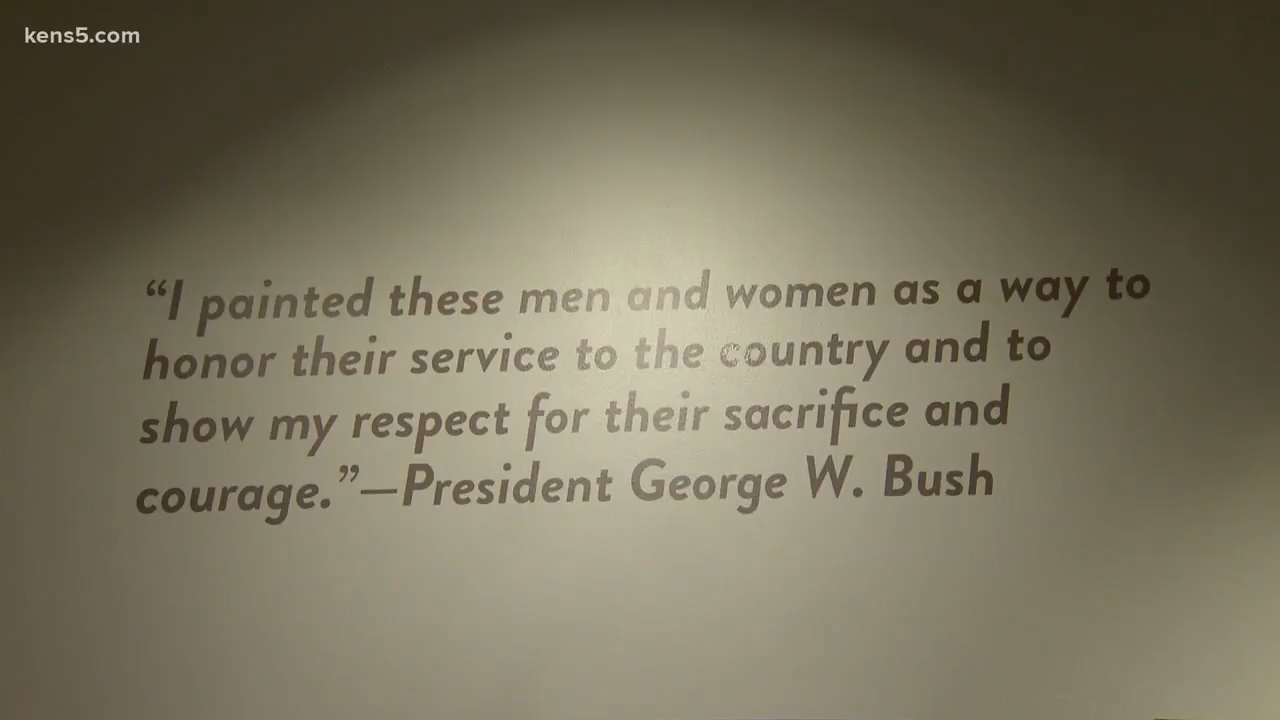 kens5.com
“I painted these men and women as a way to
honor their service to the country and to
show my respect for their sacrifice and
courage.”—President George W. Bush